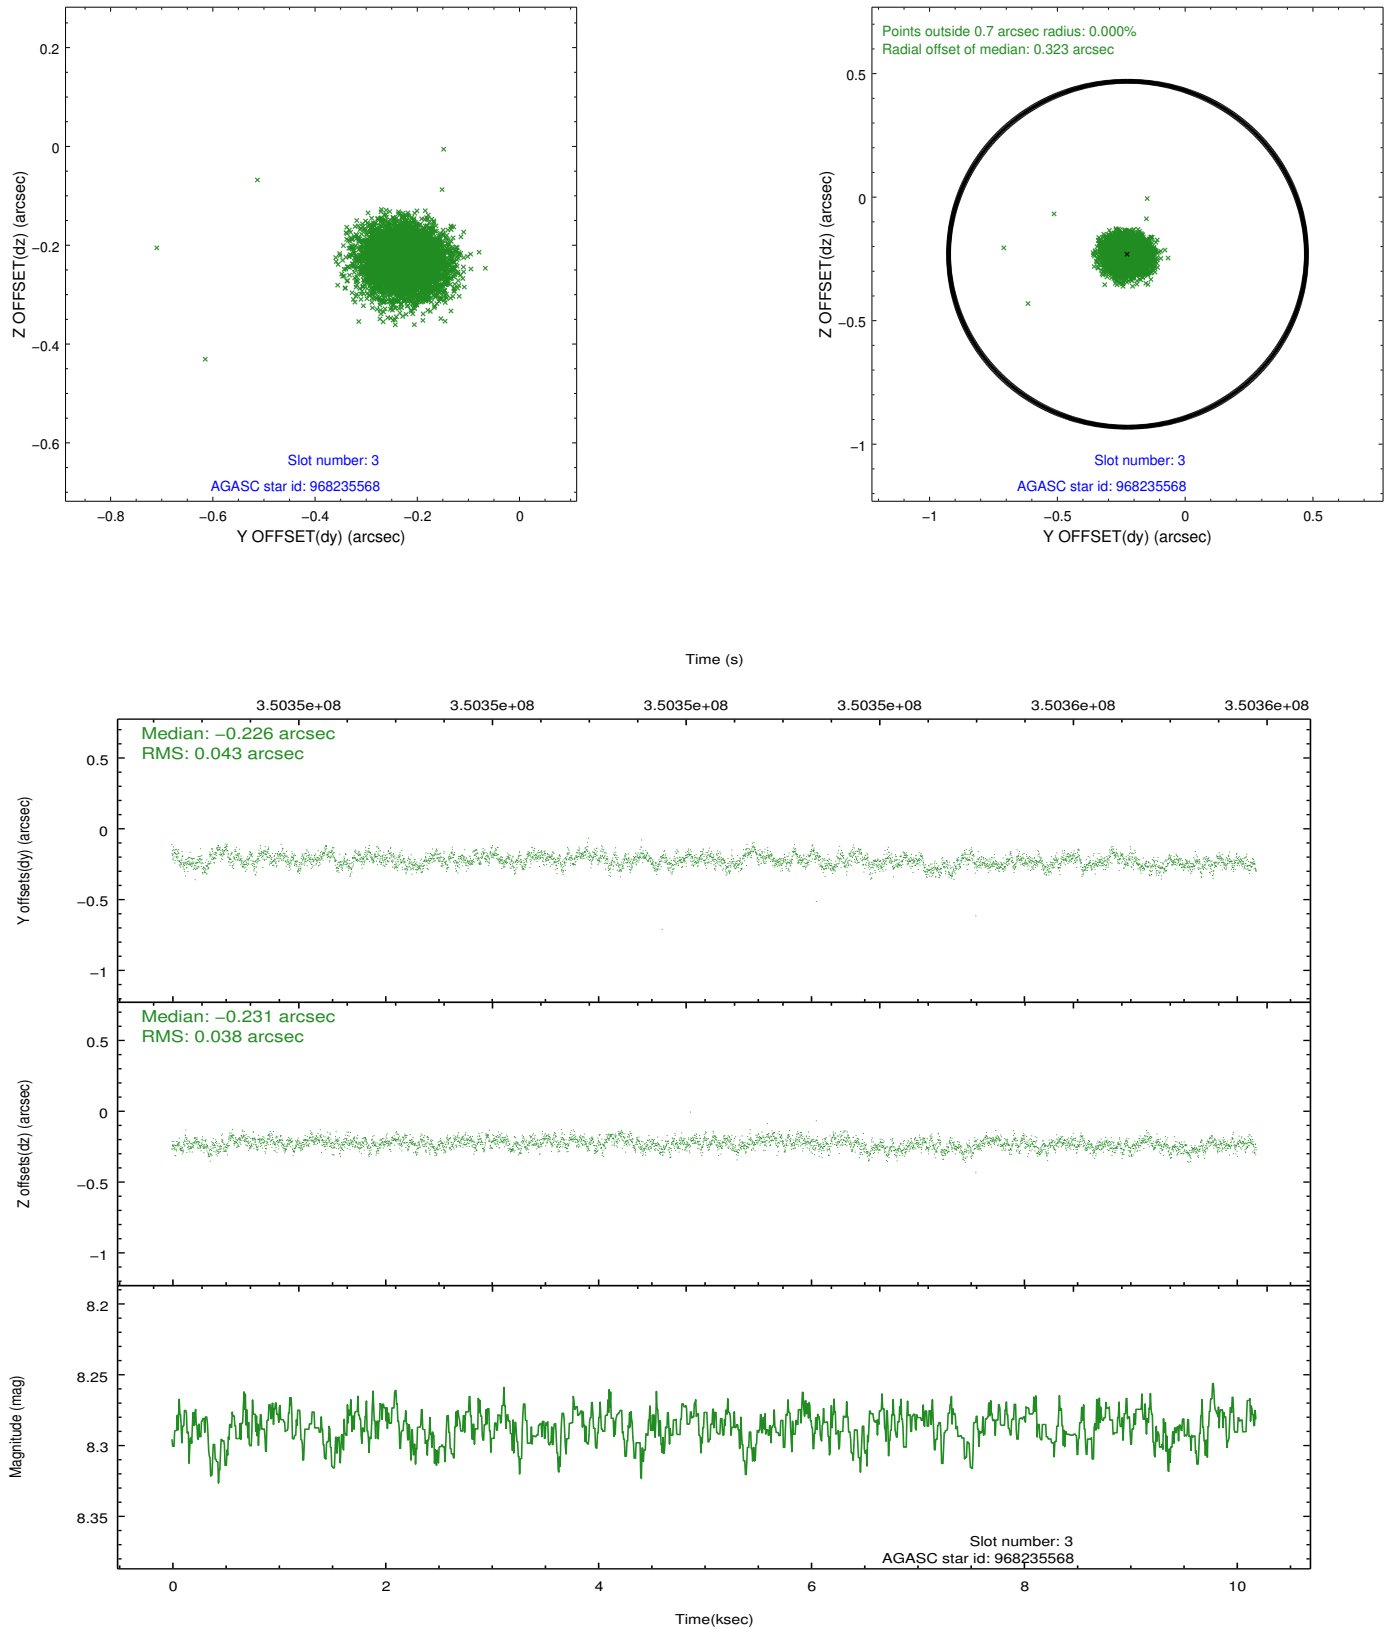 0.2
0
−0.2
−0.4
−0.6
Z OFFSET(dz) (arcsec)
Slot number: 3
AGASC star id: 968235568
−0.8
−0.6
−0.4
−0.2
0
Y OFFSET(dy) (arcsec)
Points outside 0.7 arcsec radius: 0.000%
Radial offset of median: 0.323 arcsec
0.5
0
−0.5
−1
Z OFFSET(dz) (arcsec)
Slot number: 3
AGASC star id: 968235568
−1
−0.5
0
0.5
Y OFFSET(dy) (arcsec)
Time (s)
3.5035e+08
3.5035e+08
3.5035e+08
3.5035e+08
3.5036e+08
3.5036e+08
Median: −0.226 arcsec
RMS: 0.043 arcsec
0.5
0
−0.5
−1
Y offsets(dy) (arcsec)
Median: −0.231 arcsec
RMS: 0.038 arcsec
0.5
0
−0.5
−1
Z offsets(dz) (arcsec)
8.2
8.25
8.3
8.35
Magnitude (mag)
Slot number: 3
AGASC star id: 968235568
0
2
4
6
8
10
Time(ksec)